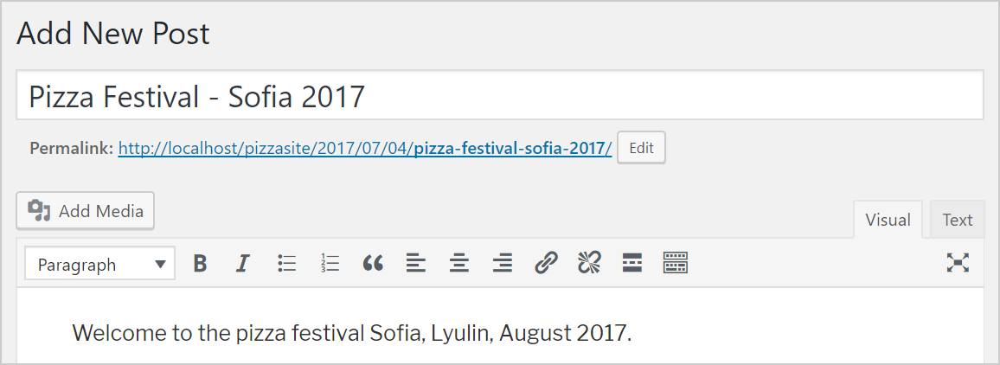 Add New Post
Pizza Festival - Sofia 2017
Permalink: http://localhost/pizzasite/2017/07/04/pizza-festival-sofia-2017/ Edit
Add Media
Visual Text
Paragraph B I
Welcome to the pizza festival Sofia, Lyulin, August 2017.